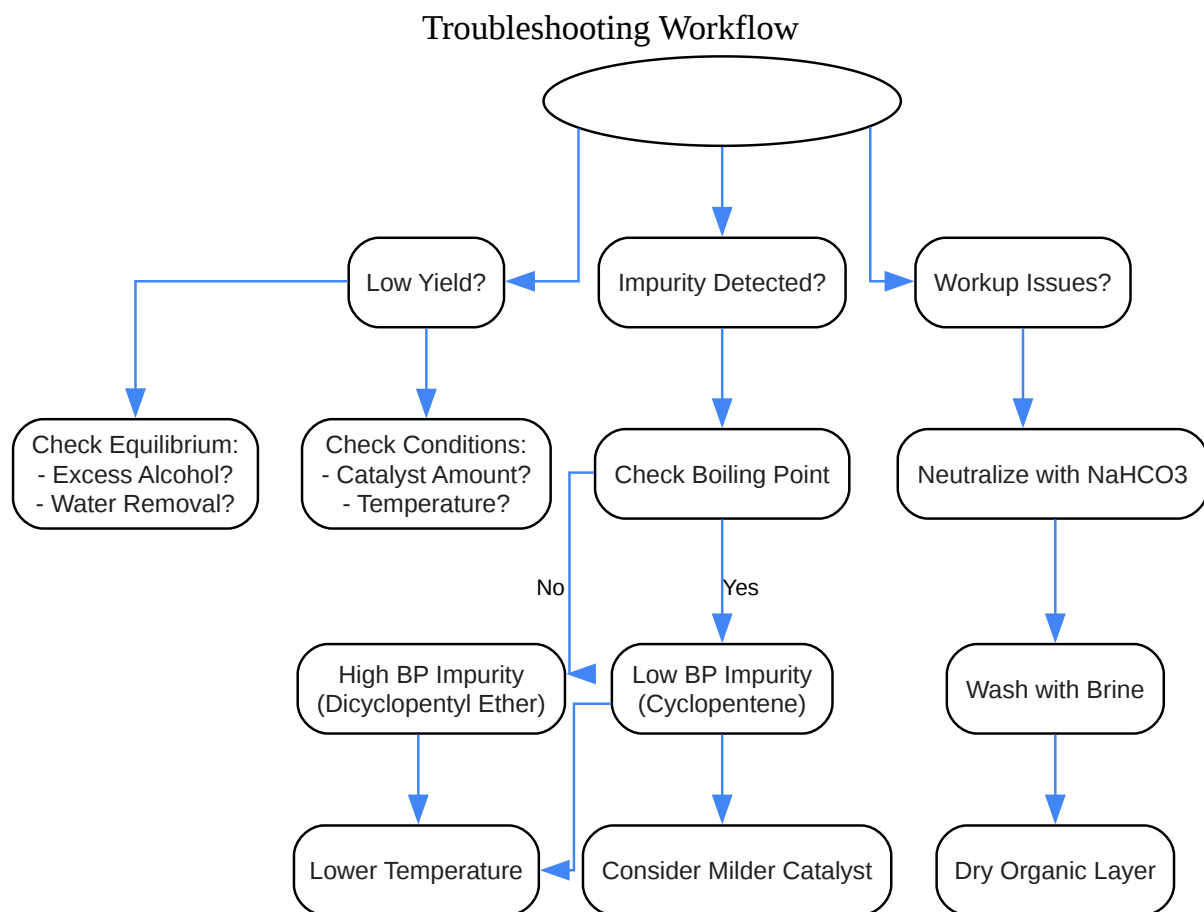 Troubleshooting Workflow
Low Yield?
Impurity Detected?
Workup Issues?
Check Equilibrium:
- Excess Alcohol?
- Water Removal?
Check Conditions:
- Catalyst Amount?
- Temperature?
Check Boiling Point
Neutralize with NaHCO3
No
Yes
High BP Impurity
(Dicyclopentyl Ether)
Low BP Impurity
(Cyclopentene)
Wash with Brine
Lower Temperature
Consider Milder Catalyst
Dry Organic Layer